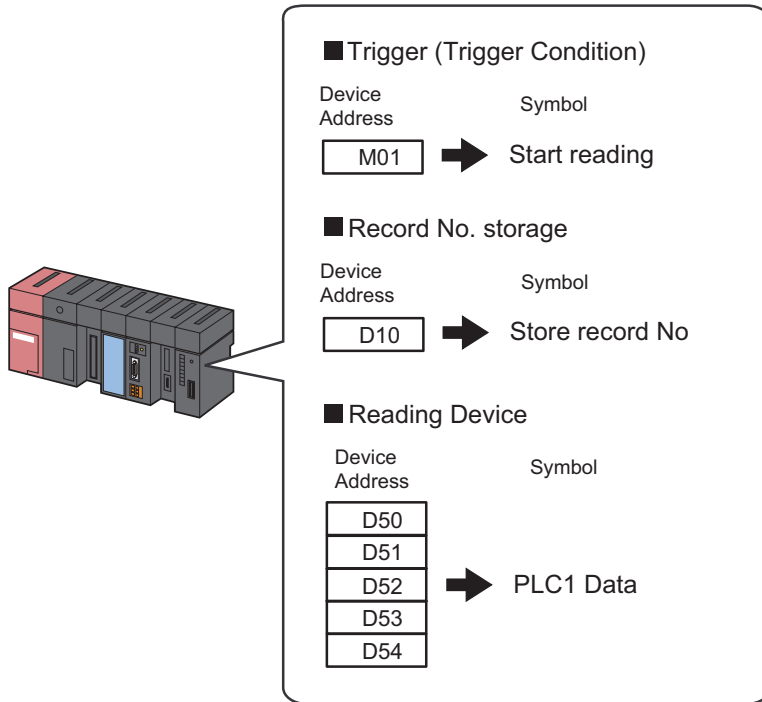 ■ Trigger (Trigger Condition)
Device
Address
Symbol
M01
Start reading
■ Record No. storage
Device
Address
Symbol
D10
Store record No
■ Reading Device
Device
Address
Symbol
D50
D51
D52
D53
D54
PLC1 Data